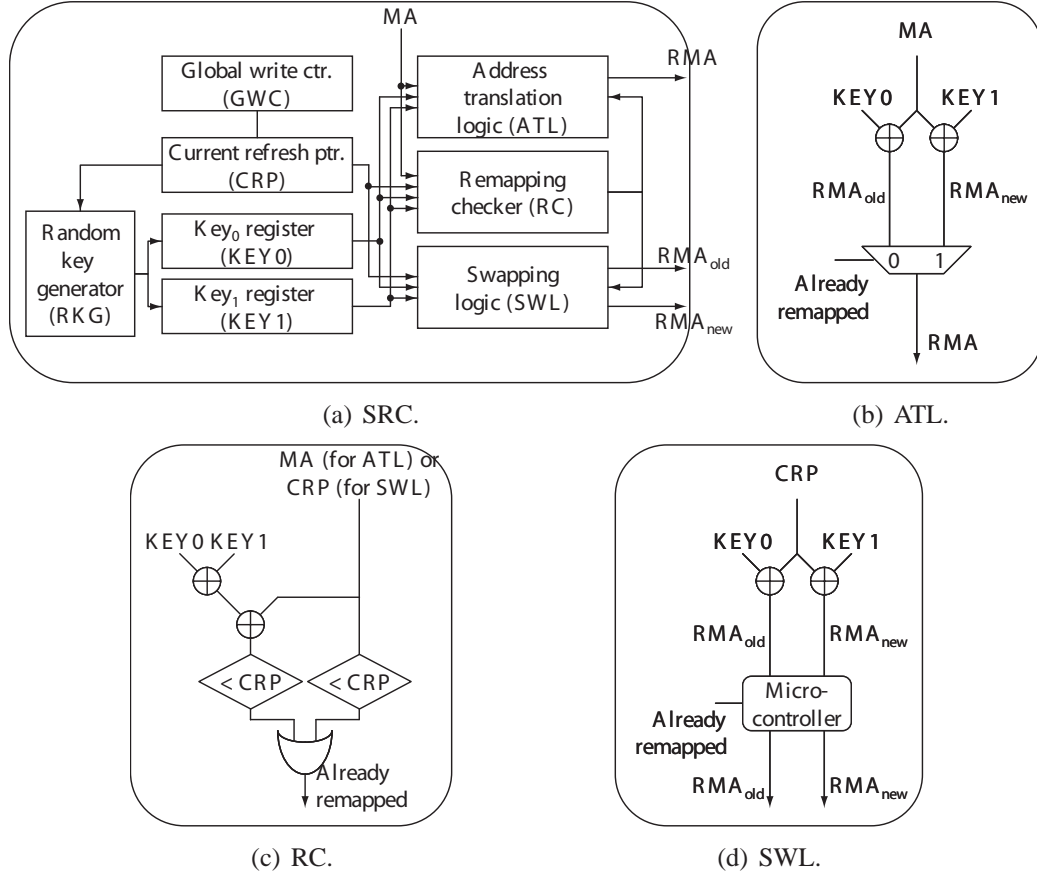 MA
Global write ctr.
(GWC)
Current refresh ptr.
(CRP)
Random
key
generator
(RKG)
Key0 register
(KEY0)
Key1 register
(KEY1)
Address
translation
logic (ATL)
Remapping
checker (RC)
Swapping
logic (SWL)
RMA
RMAold
RMAnew
(a) SRC.
MA
KEY0 KEY1
RMAold RMAnew
0 1
Already
remapped
RMA
(b) ATL.
MA (for ATL) or
CRP (for SWL)
KEY0 KEY1
< CRP < CRP
Already
remapped
(c) RC.
CRP
KEY0 KEY1
RMAold RMAnew
Micro-
controller
Already
remapped
RMAold RMAnew
(d) SWL.